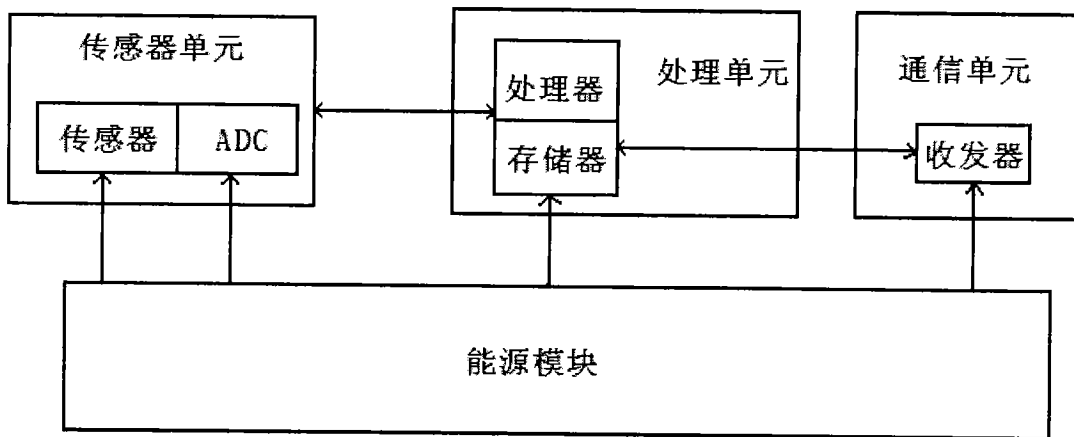 传感器单元
传感器 ADC
处理单元
处理器
存储器
通信单元
收发器
能源模块